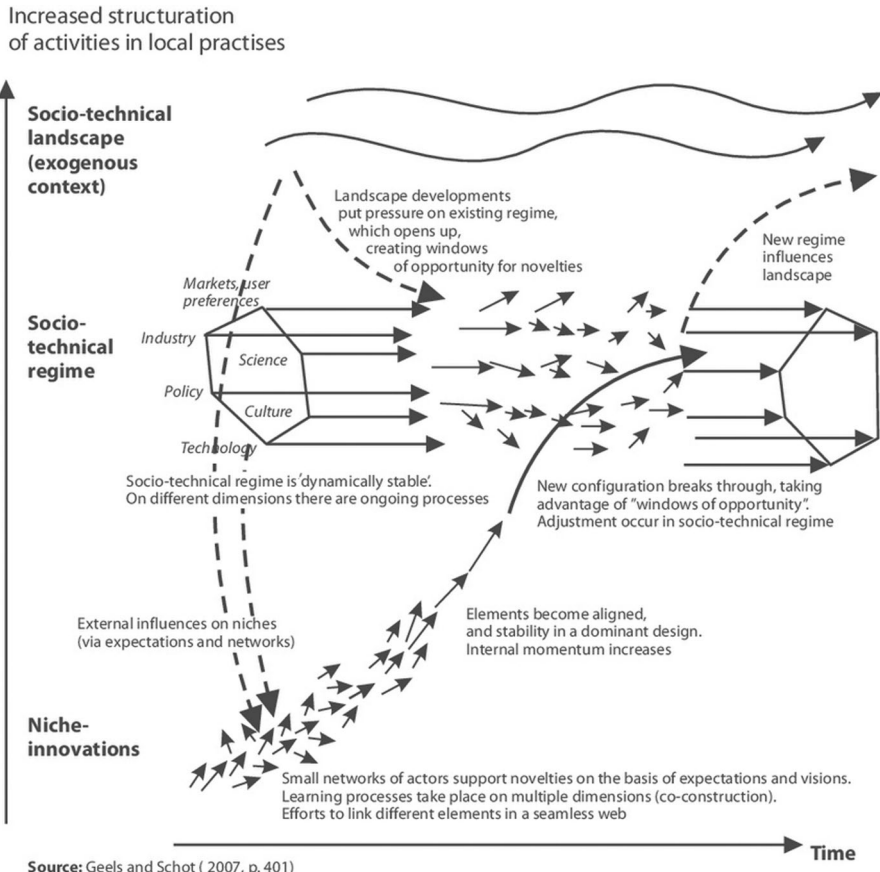 Increased structuration
of activities in local practises
Socio-technical
landscape
(exogenous
context)
Landscape developments
put pressure on existing regime,
which opens up,
creating windows
of opportunity for novelties
New regime
influences
landscape
Markets, user
preferences
Socio-
technical
regime
Industry
Science
Policy
Culture
Technology
Socio-technical regime is 'dynamically stable'.
On different dimensions there are ongoing processes
New configuration breaks through, taking
advantage of "windows of opportunity".
Adjustment occur in socio-technical regime
External influences on niches
(via expectations and networks)
Elements become aligned,
and stability in a dominant design.
Internal momentum increases
Niche-
innovations
Small networks of actors support novelties on the basis of expectations and visions.
Learning processes take place on multiple dimensions (co-construction).
Efforts to link different elements in a seamless web
Time
Source: Geels and Schot ( 2007, p. 401)